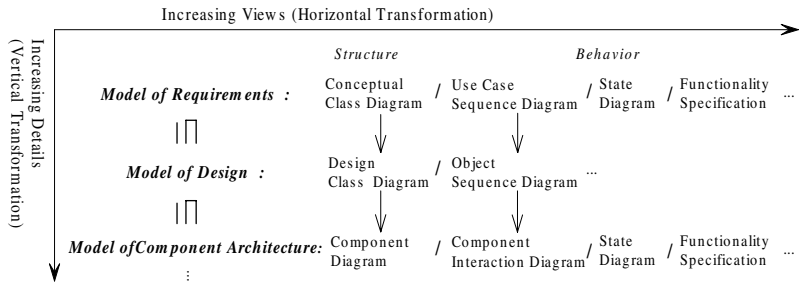 Increasing Views (Horizontal Transformation)
Increasing Details
(Vertical Transformation)
Structure Behavior
Model of Requirements : Conceptual Class Diagram / Use Case Sequence Diagram / State Diagram / Functionality Specification ...
Model of Design : Design Class Diagram / Object Sequence Diagram ...
Model of Component Architecture: Component Diagram / Component Interaction Diagram / State Diagram / Functionality Specification ...
...